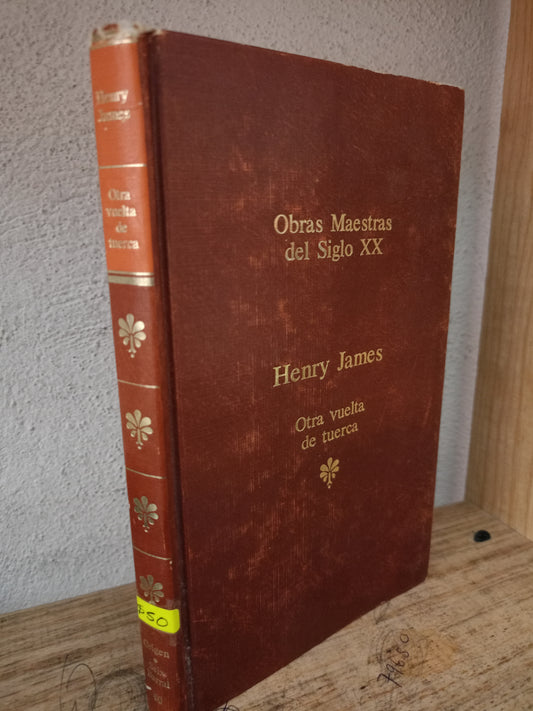 Henry
James
Otra
vuelta
de
tuerca
Obras Maestras
del Siglo XX
Henry James
Otra vuelta
de tuerca
$50
Origen
Seix
Barral